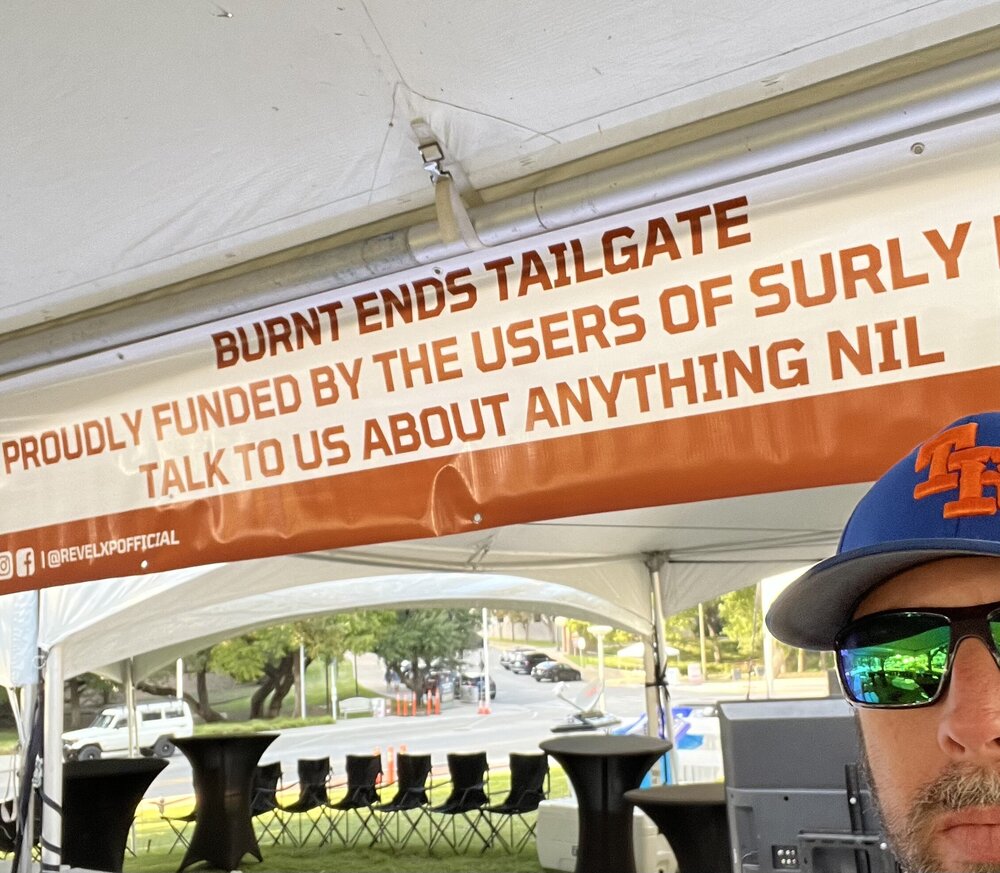 BURNT ENDS TAILGATE
PROUDLY FUNDED BY THE USERS OF SURLY
TALK TO US ABOUT ANYTHING NIL
| @REVELXPOFFICIAL